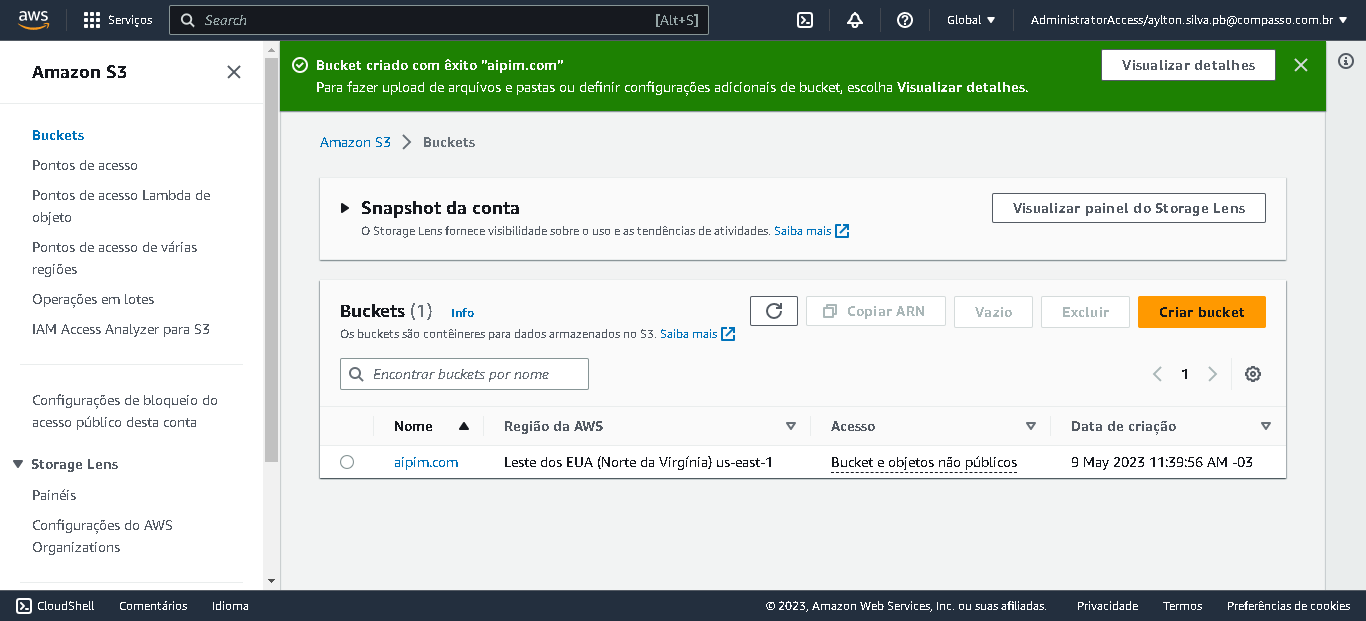 aws
Serviços
Search
[Alt+S]
Global
AdministratorAccess/aylton.silva.pb@compasso.com.br
Amazon S3
Buckets
Pontos de acesso
Pontos de acesso Lambda de
objeto
Pontos de acesso de várias
regiões
Operações em lotes
IAM Access Analyzer para S3
Configurações de bloqueio do
acesso público desta conta
Storage Lens
Painéis
Configurações do AWS
Organizations
Bucket criado com êxito "aipim.com"
Para fazer upload de arquivos e pastas ou definir configurações adicionais de bucket, escolha Visualizar detalhes.
Visualizar detalhes
Amazon S3
Buckets
Snapshot da conta
O Storage Lens fornece visibilidade sobre o uso e as tendências de atividades. Saiba mais
Visualizar painel do Storage Lens
Buckets (1)
Info
Os buckets são contêineres para dados armazenados no S3. Saiba mais
Copiar ARN
Vazio
Excluir
Criar bucket
Encontrar buckets por nome
1
Nome
Região da AWS
Acesso
Data de criação
aipim.com
Leste dos EUA (Norte da Virgínia) us-east-1
Bucket e objetos não públicos
9 May 2023 11:39:56 AM -03
CloudShell
Comentários
Idioma
© 2023, Amazon Web Services, Inc. ou suas afiliadas.
Privacidade
Termos
Preferências de cookies